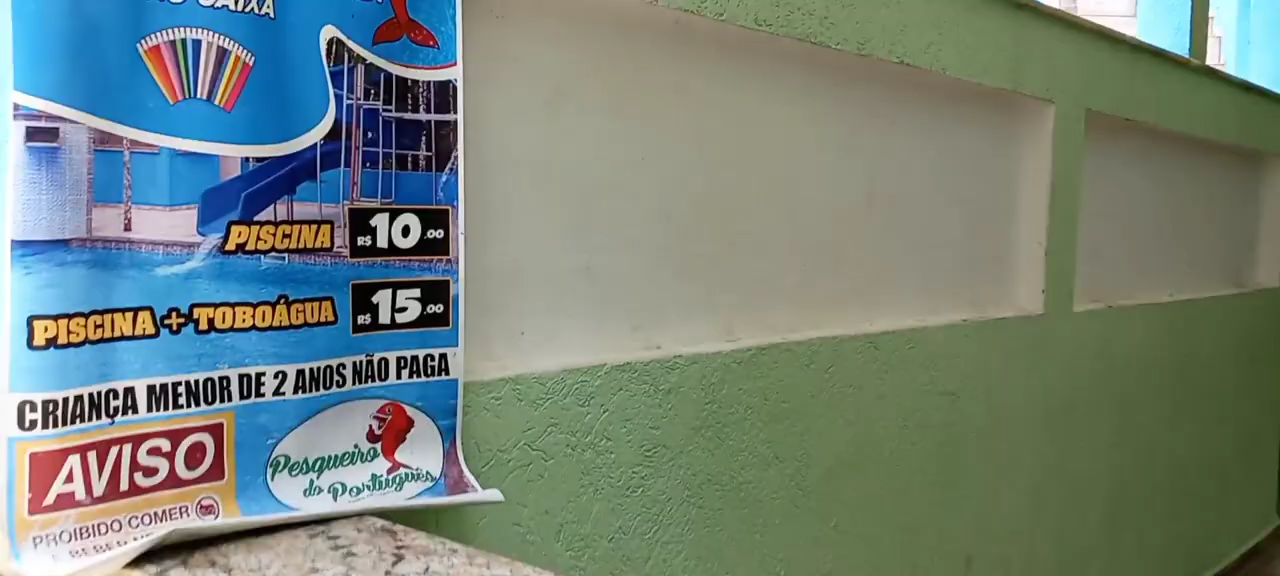 CAIXA
PISCINA R$ 10,00
PISCINA + TOBOÁGUA R$ 15,00
CRIANÇA MENOR DE 2 ANOS NÃO PAGA
AVISO
Pesqueiro
do Português
PROIBIDO COMER